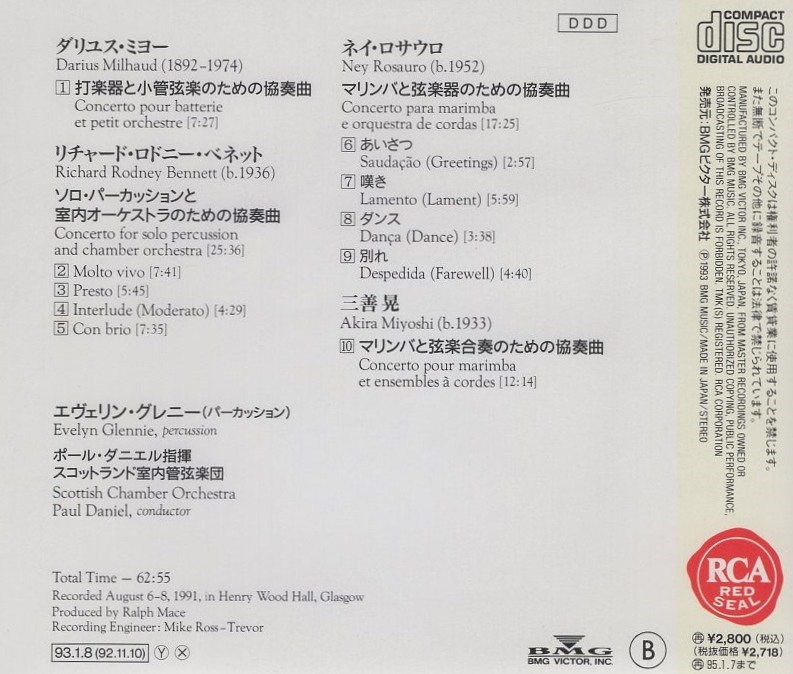 DDD
ダリユス・ミヨー
Darius Milhaud (1892-1974)
1 打楽器と小管弦楽のための協奏曲
Concerto pour batterie
et petit orchestre [7:27]
リチャード・ロドニー・ベネット
Richard Rodney Bennett (b.1936)
ソロ・パーカッションと
室内オーケストラのための協奏曲
Concerto for solo percussion
and chamber orchestra [25:36]
2 Molto vivo [7:41]
3 Presto [5:45]
4 Interlude (Moderato) [4:29]
5 Con brio [7:35]
エヴェリン・グレニー(パーカッション)
Evelyn Glennie, percussion
ポール・ダニエル指揮
スコットランド室内管弦楽団
Scottish Chamber Orchestra
Paul Daniel, conductor
Total Time – 62:55
Recorded August 6-8, 1991, in Henry Wood Hall, Glasgow
Produced by Ralph Mace
Recording Engineer: Mike Ross-Trevor
93.1.8 (92.11.10) Y X
ネイ・ロサウロ
Ney Rosauro (b.1952)
マリンバと弦楽器のための協奏曲
Concerto para marimba
e orquestra de cordas [17:25]
6 あいさつ
Saudação (Greetings) [2:57]
7 嘆き
Lamento (Lament) [5:59]
8 ダンス
Dança (Dance) [3:38]
9 別れ
Despedida (Farewell) [4:40]
三善 晃
Akira Miyoshi (b.1933)
10 マリンバと弦楽合奏のための協奏曲
Concerto pour marimba
et ensembles à cordes [12:14]
BMG
BMG VICTOR, INC.
B
COMPACT
disc
DIGITAL AUDIO
このコンパクト・ディスクは権利者の許諾なく賃貸業に使用することを禁じます。
また無断でテープその他に録音することは法律で禁じられています。
MANUFACTURED BY BMG VICTOR INC., TOKYO, JAPAN, FROM MASTER RECORDINGS OWNED OR
CONTROLLED BY BMG MUSIC. ALL RIGHTS RESERVED. UNAUTHORIZED COPYING, PUBLIC PERFORMANCE,
BROADCASTING OF THIS RECORD IS FORBIDDEN. TMK (S) REGISTERED. RCA CORPORATION
発売元:BMGビクター株式会社 Ⓟ1993 BMG MUSIC/MADE IN JAPAN/STEREO
RCA
RED
SEAL
再 ¥2,800 (税込)
(税抜価格 ¥2,718)
再 95.1.7まで